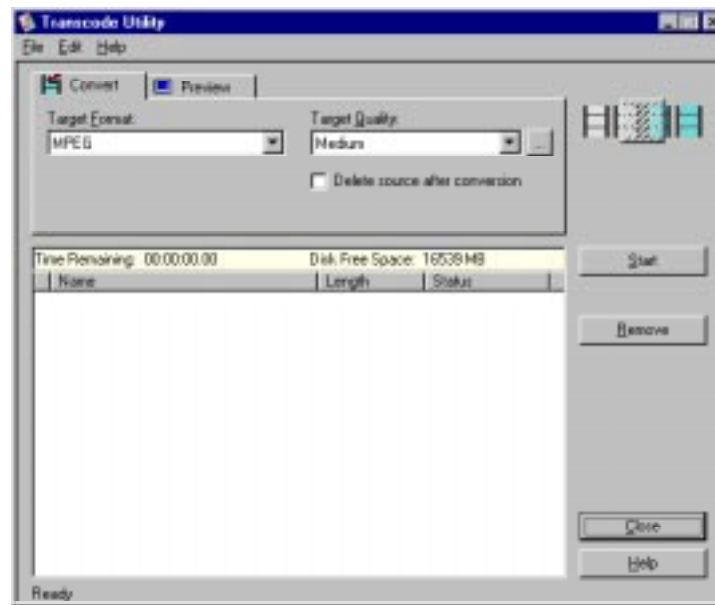 Transcode Utility
File Edit Help
Convert Preview
Target Format: Target Quality:
MPEG Medium ...
Delete source after conversion
Time Remaining: 00:00:00.00 Disk Free Space: 16539 MB
Name Length Status
Start
Remove
Close
Help
Ready